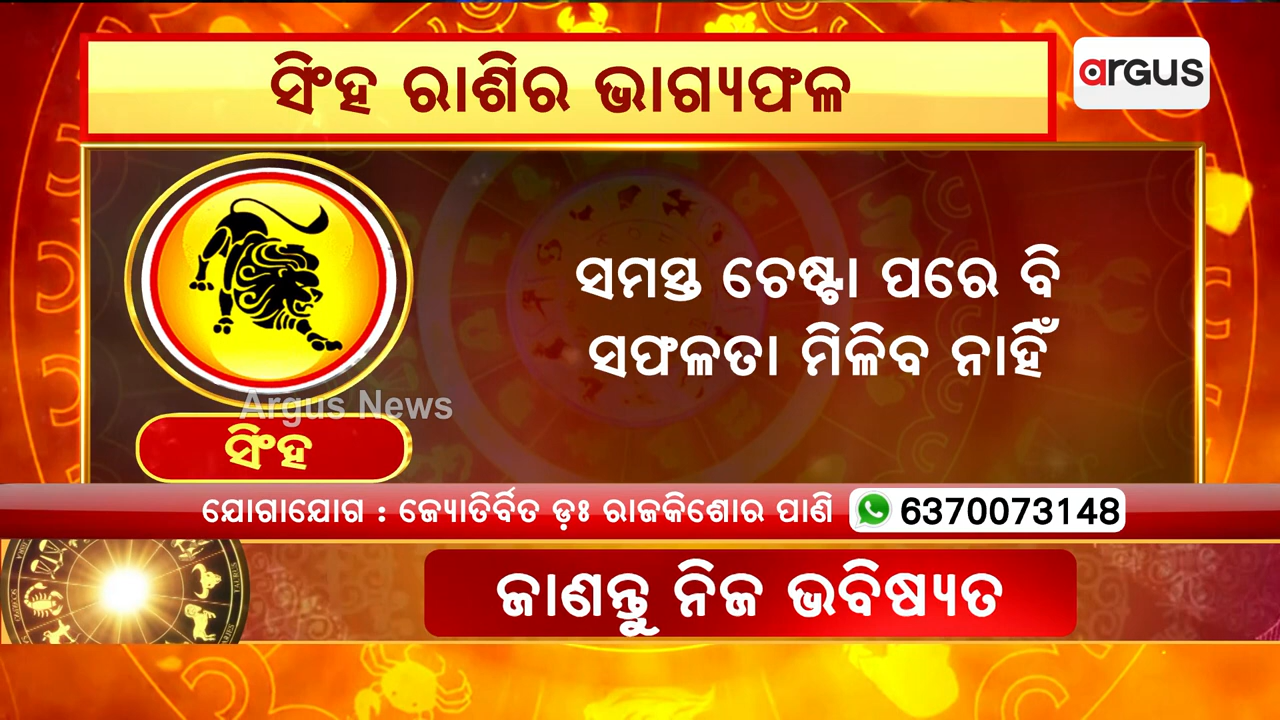 ସିଂହ ରାଶିର ଭାଗ୍ୟଫଳ
argus
ସମସ୍ତ ଚେଷ୍ଟା ପରେ ବି
ସଫଳତା ମିଳିବ ନାହିଁ
Argus News
ସିଂହ
ଯୋଗାଯୋଗ : ଜ୍ୟୋତିର୍ବିତ ଡ଼ଃ ରାଜକିଶୋର ପାଣି 6370073148
ଜାଣନ୍ତୁ ନିଜ ଭବିଷ୍ୟତ